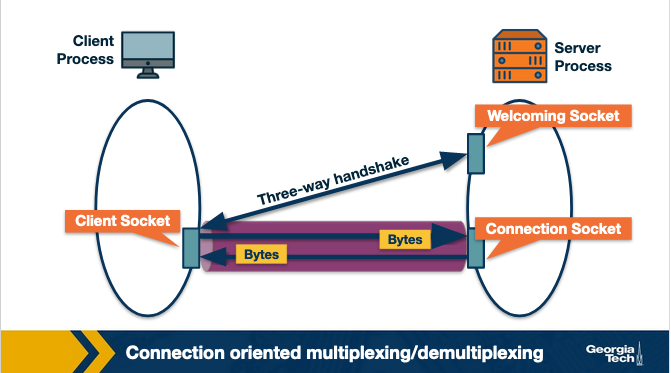 Client
Process
Server
Process
Welcoming Socket
Three-way handshake
Client Socket
Connection Socket
Bytes
Bytes
Connection oriented multiplexing/demultiplexing
Georgia
Tech